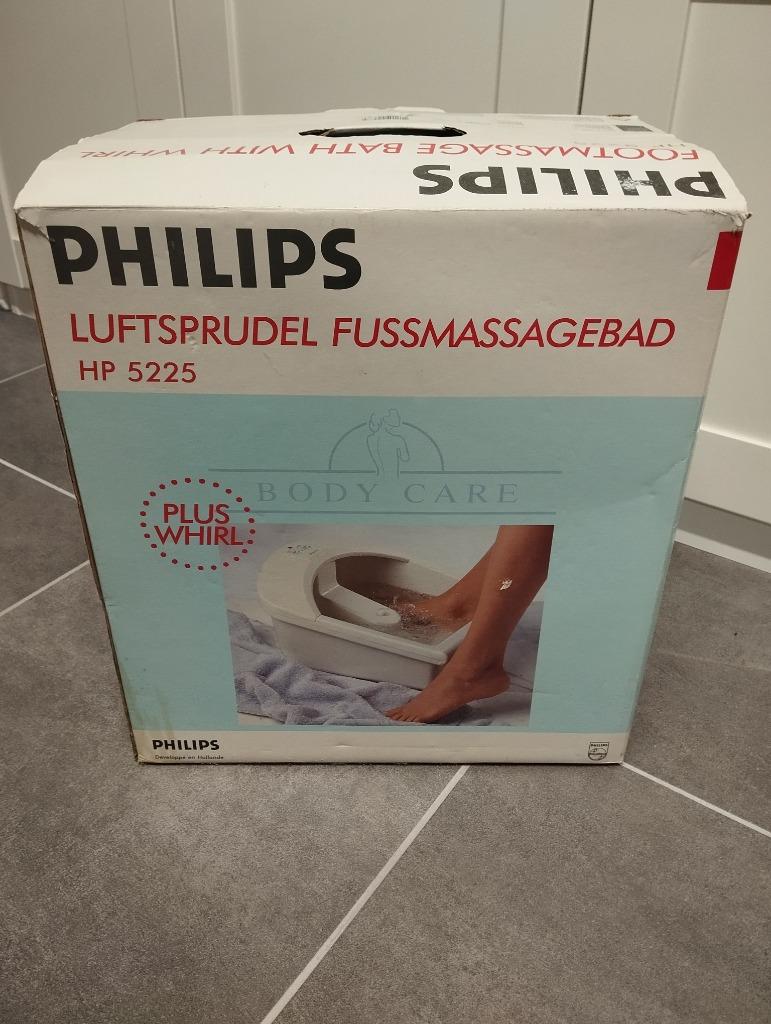 FOOTMASSAGE BATH WITH WHIRL
PHILIPS
PHILIPS
LUFTSPRUDEL FUSSMASSAGEBAD
HP 5225
BODY CARE
PLUS
WHIRL
PHILIPS
Développé en Hollande
PHILIPS